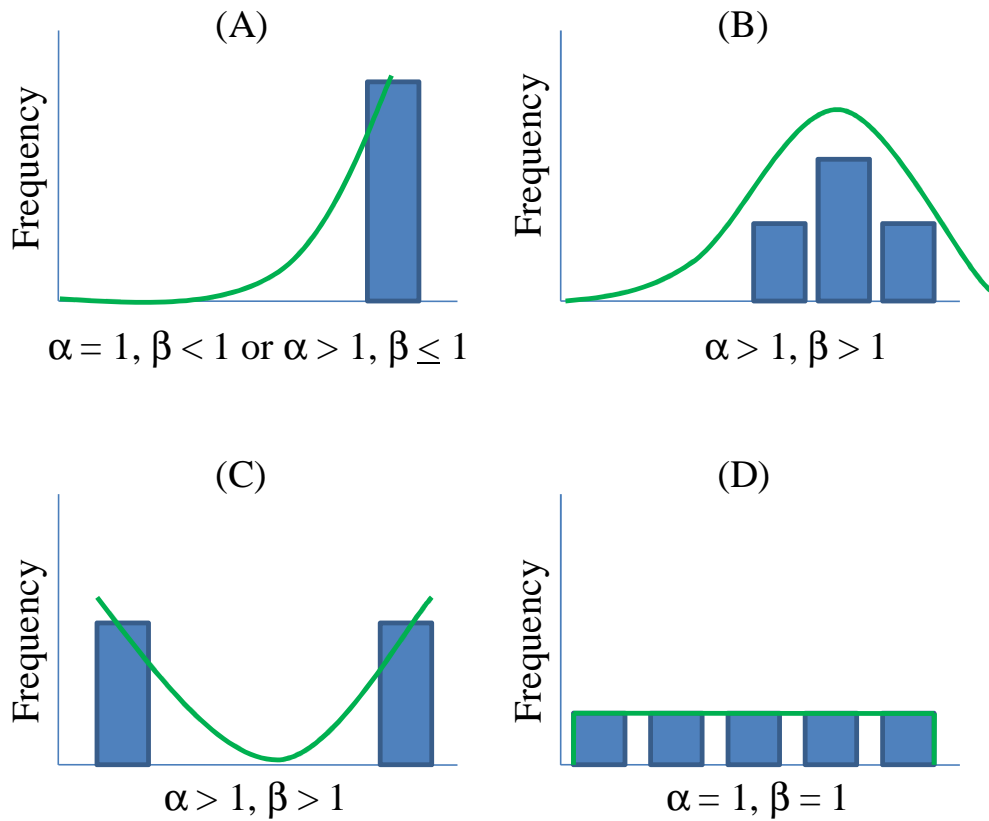 (A)
Frequency
α = 1, β < 1 or α > 1, β ≤ 1
(B)
Frequency
α > 1, β > 1
(C)
Frequency
α > 1, β > 1
(D)
Frequency
α = 1, β = 1